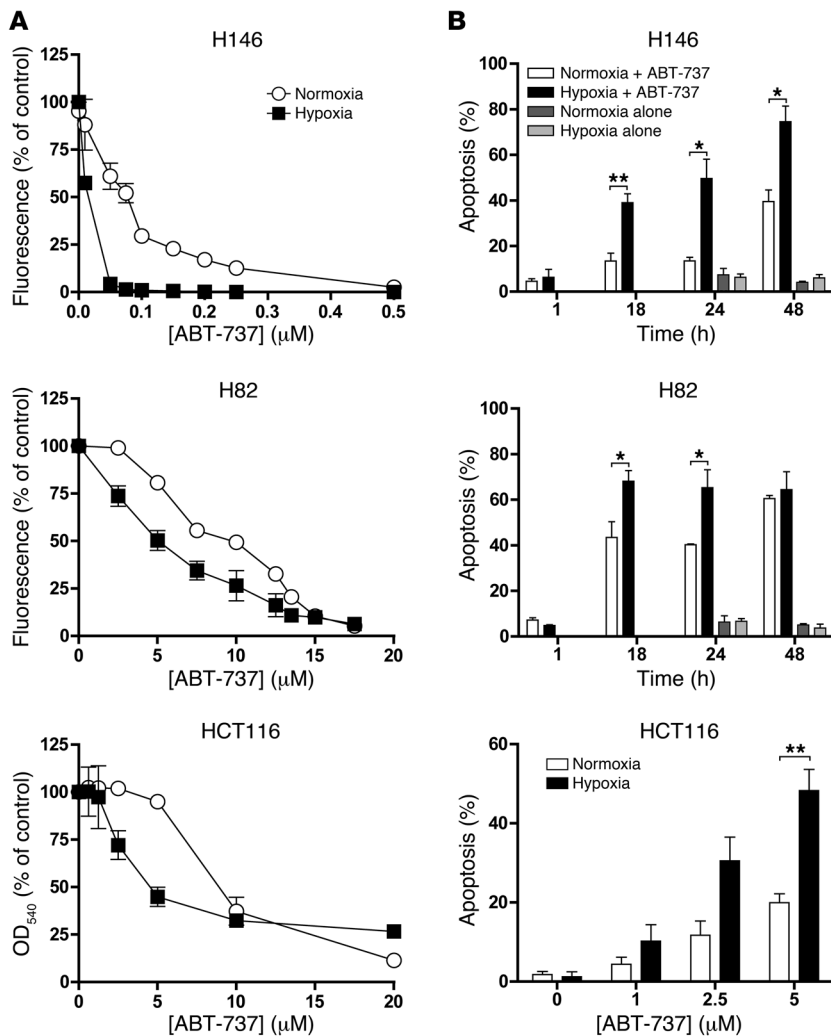 A
H146
Fluorescence (% of control)
125
100
75
50
25
0
Normoxia
Hypoxia
0.0 0.1 0.2 0.3 0.4 0.5
[ABT-737] (μM)
H82
Fluorescence (% of control)
125
100
75
50
25
0
0 5 10 15 20
[ABT-737] (μM)
HCT116
OD540 (% of control)
125
100
75
50
25
0
0 5 10 15 20
[ABT-737] (μM)
B
H146
Apoptosis (%)
100
80
60
40
20
0
Normoxia + ABT-737
Hypoxia + ABT-737
Normoxia alone
Hypoxia alone
** * *
1 18 24 48
Time (h)
H82
Apoptosis (%)
100
80
60
40
20
0
* *
1 18 24 48
Time (h)
HCT116
Apoptosis (%)
60
40
20
0
Normoxia
Hypoxia
**
0 1 2.5 5
[ABT-737] (μM)